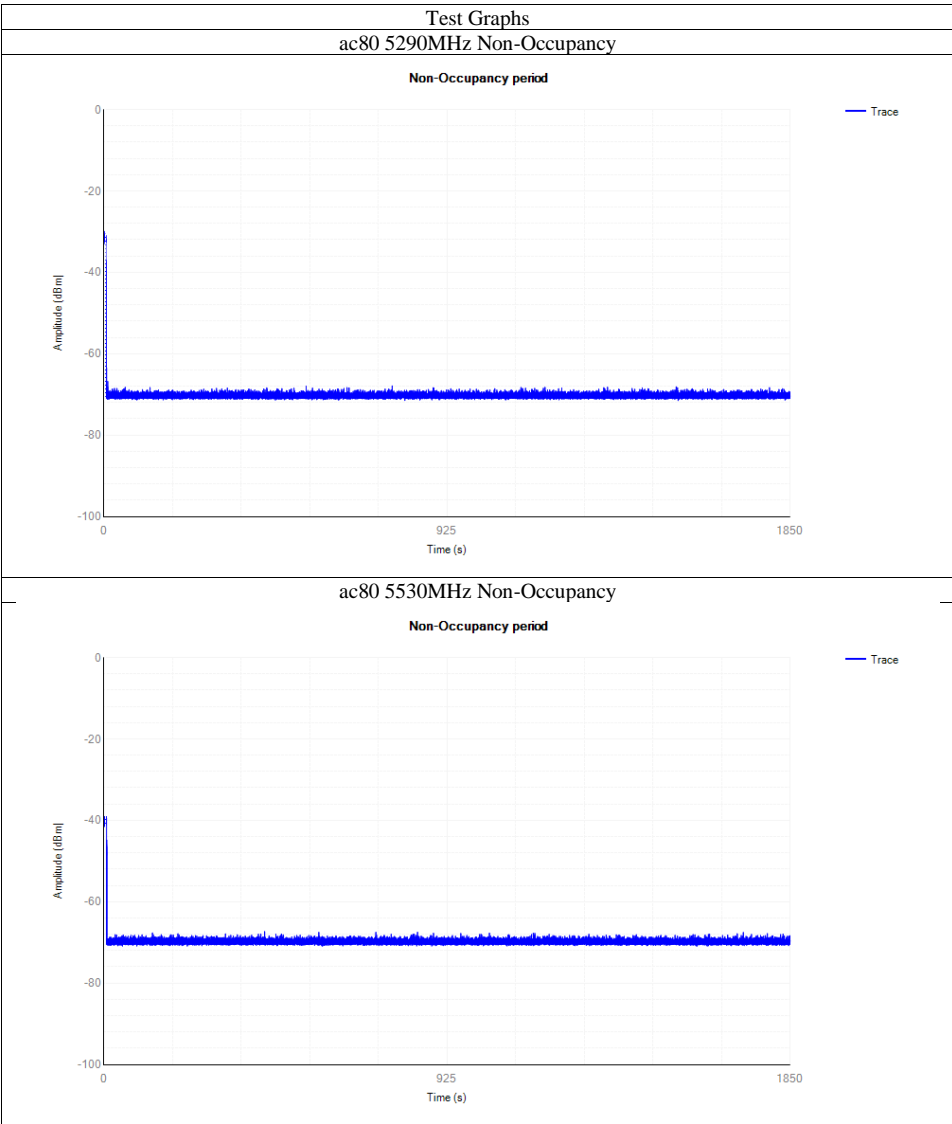 Test Graphs
ac80 5290MHz Non-Occupancy
Non-Occupancy period
Trace
0
-20
-40
-60
-80
-100
Amplitude [dBm]
0 925 1850
Time (s)
ac80 5530MHz Non-Occupancy
Non-Occupancy period
Trace
0
-20
-40
-60
-80
-100
Amplitude [dBm]
0 925 1850
Time (s)